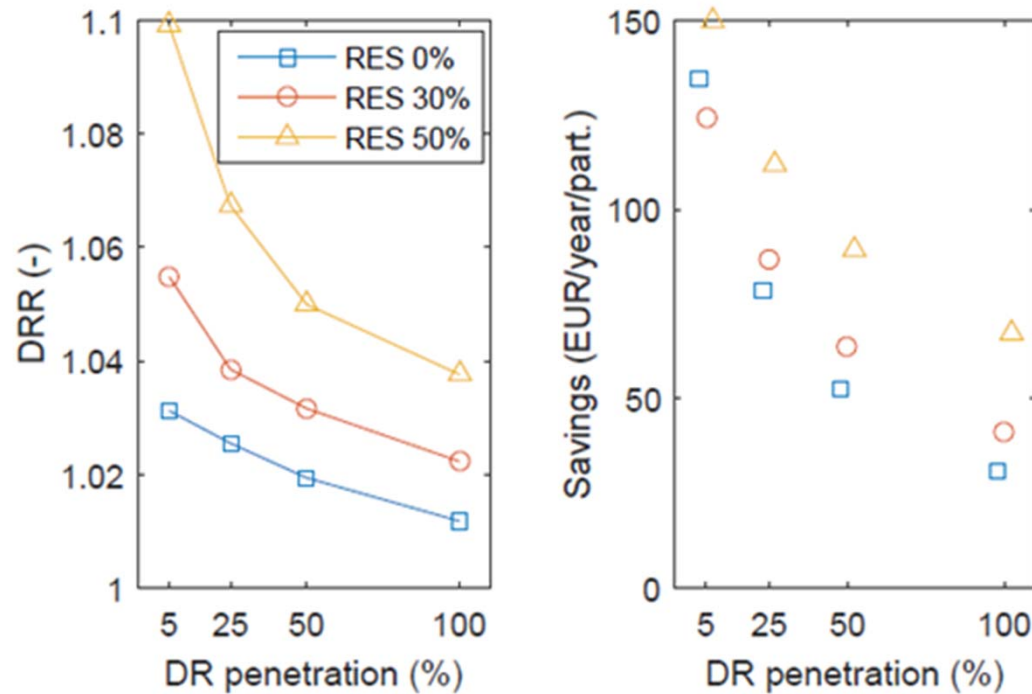 DRR (-)
1.1
1.08
1.06
1.04
1.02
1
RES 0%
RES 30%
RES 50%
5 25 50 100
DR penetration (%)
Savings (EUR/year/part.)
150
100
50
0
5 25 50 100
DR penetration (%)